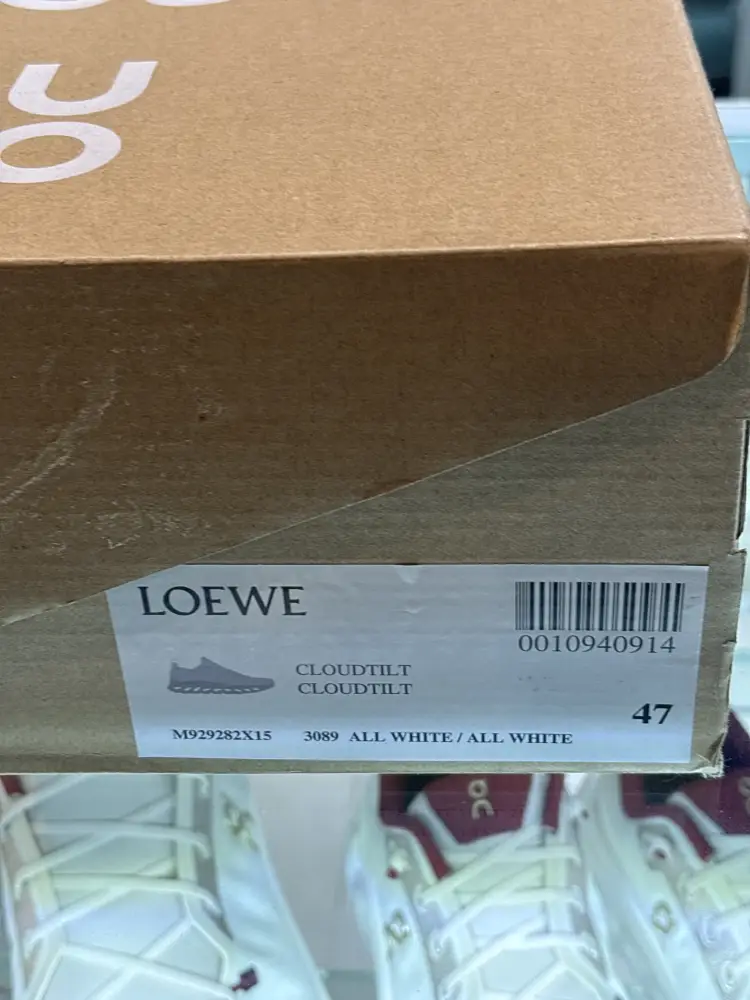 LOEWE
0010940914
CLOUDTILT
CLOUDTILT
47
M929282X15 3089 ALL WHITE / ALL WHITE